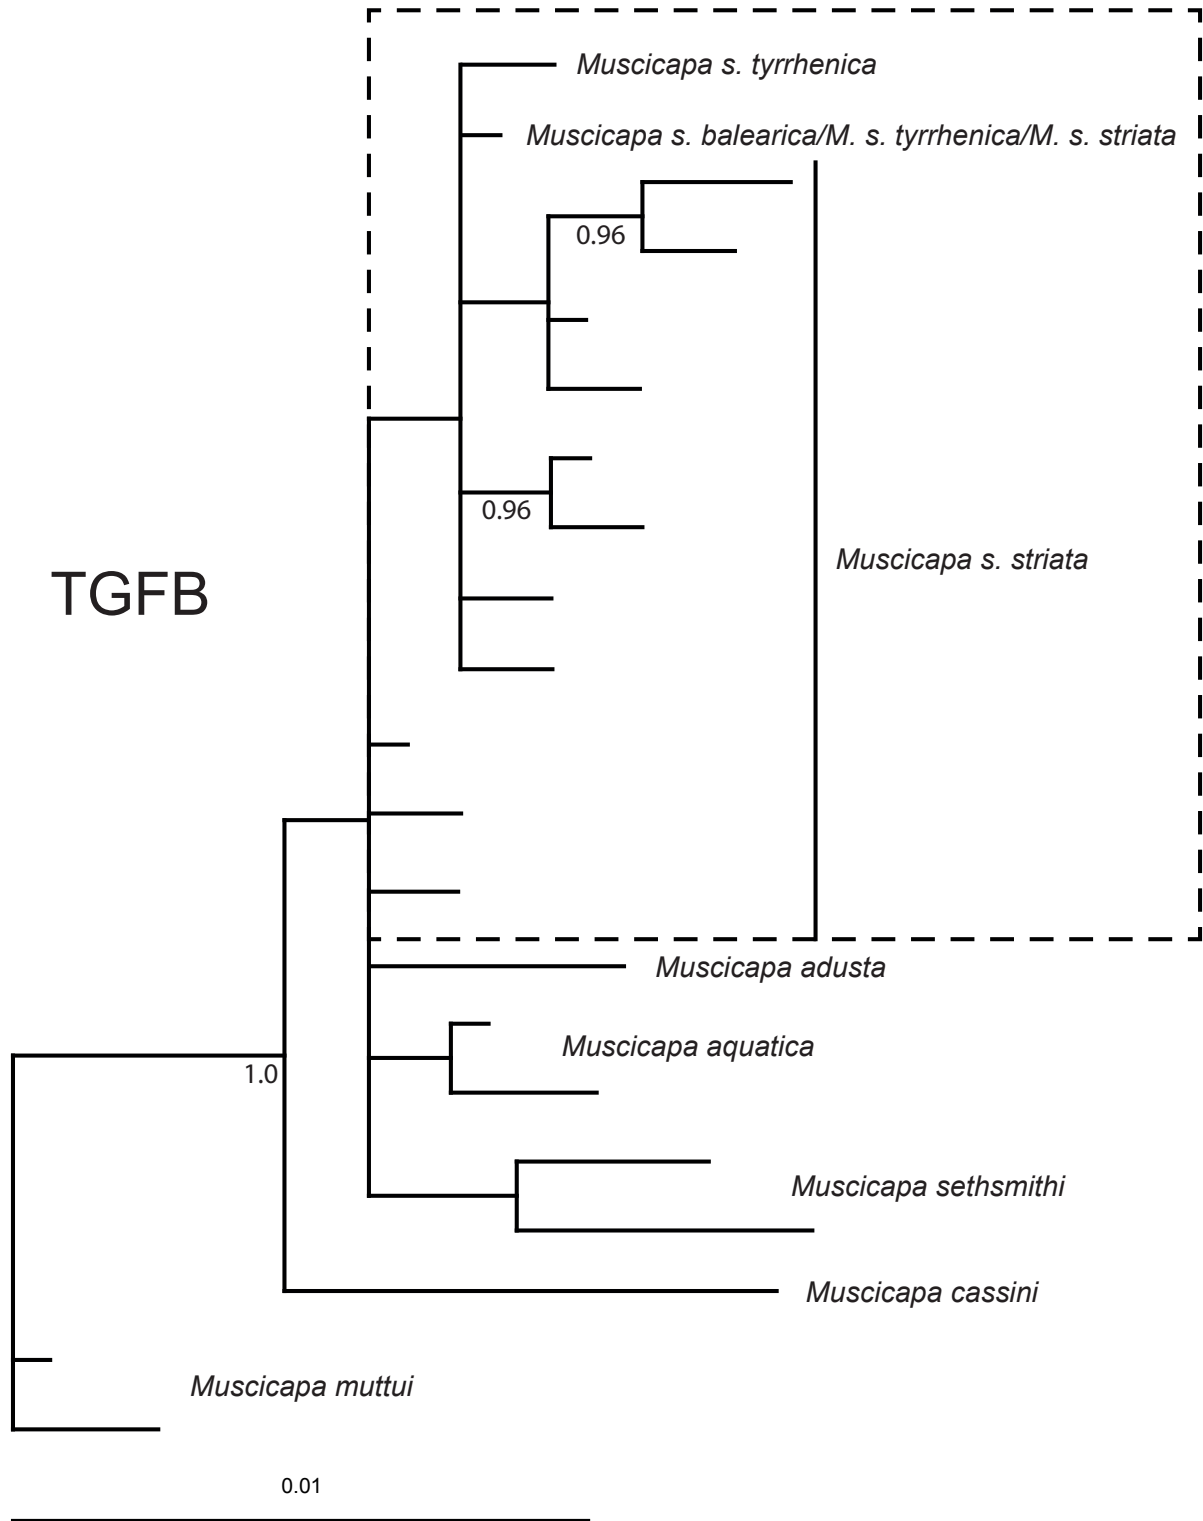 Muscicapa s. tyrrhenica
Muscicapa s. balearica/M. s. tyrrhenica/M. s. striata
0.96
0.96
Muscicapa s. striata
TGFB
Muscicapa adusta
Muscicapa aquatica
1.0
Muscicapa sethsmithi
Muscicapa cassini
Muscicapa muttui
0.01